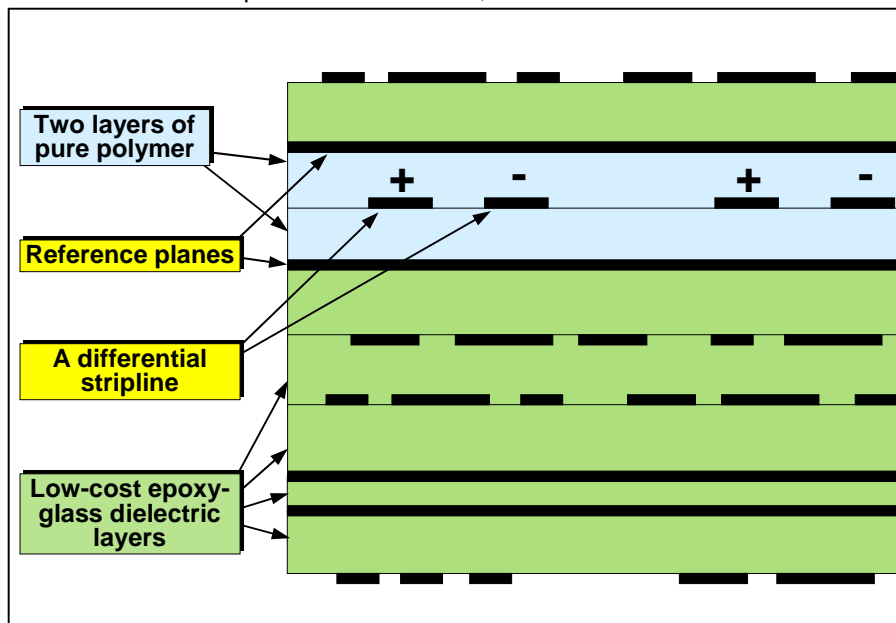 Two layers of
pure polymer
+ - + -
Reference planes
A differential
stripline
Low-cost epoxy-
glass dielectric
layers